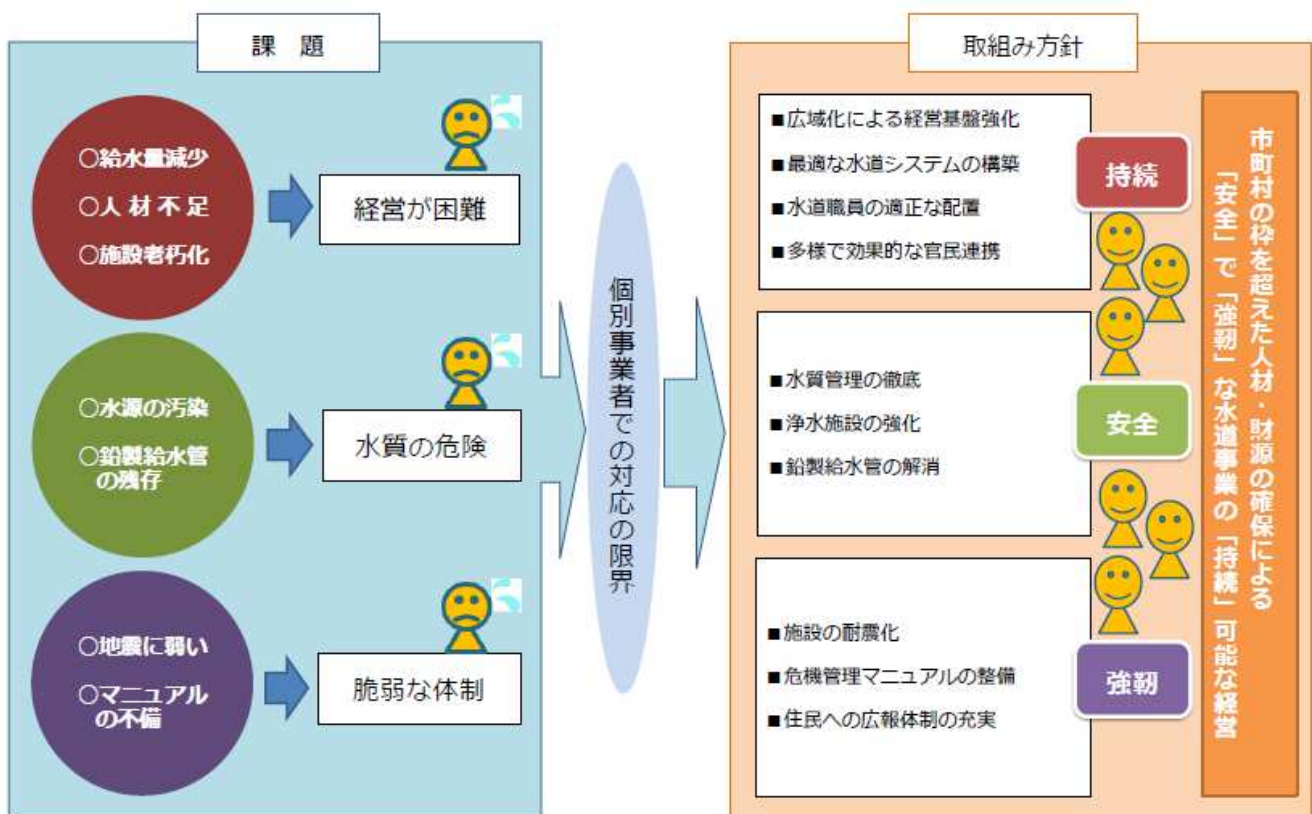 課 題
○給水量減少
○人 材 不 足
○施設老朽化
経営が困難
○水源の汚染
○鉛製給水管
の残存
水質の危険
○地震に弱い
○マニュアル
の不備
脆弱な体制
個別事業者での対応の限界
取組み方針
■広域化による経営基盤強化
■最適な水道システムの構築
■水道職員の適正な配置
■多様で効果的な官民連携
持続
■水質管理の徹底
■浄水施設の強化
■鉛製給水管の解消
安全
■施設の耐震化
■危機管理マニュアルの整備
■住民への広報体制の充実
強靭
市町村の枠を超えた人材・財源の確保による
「安全」で「強靭」な水道事業の「持続」可能な経営